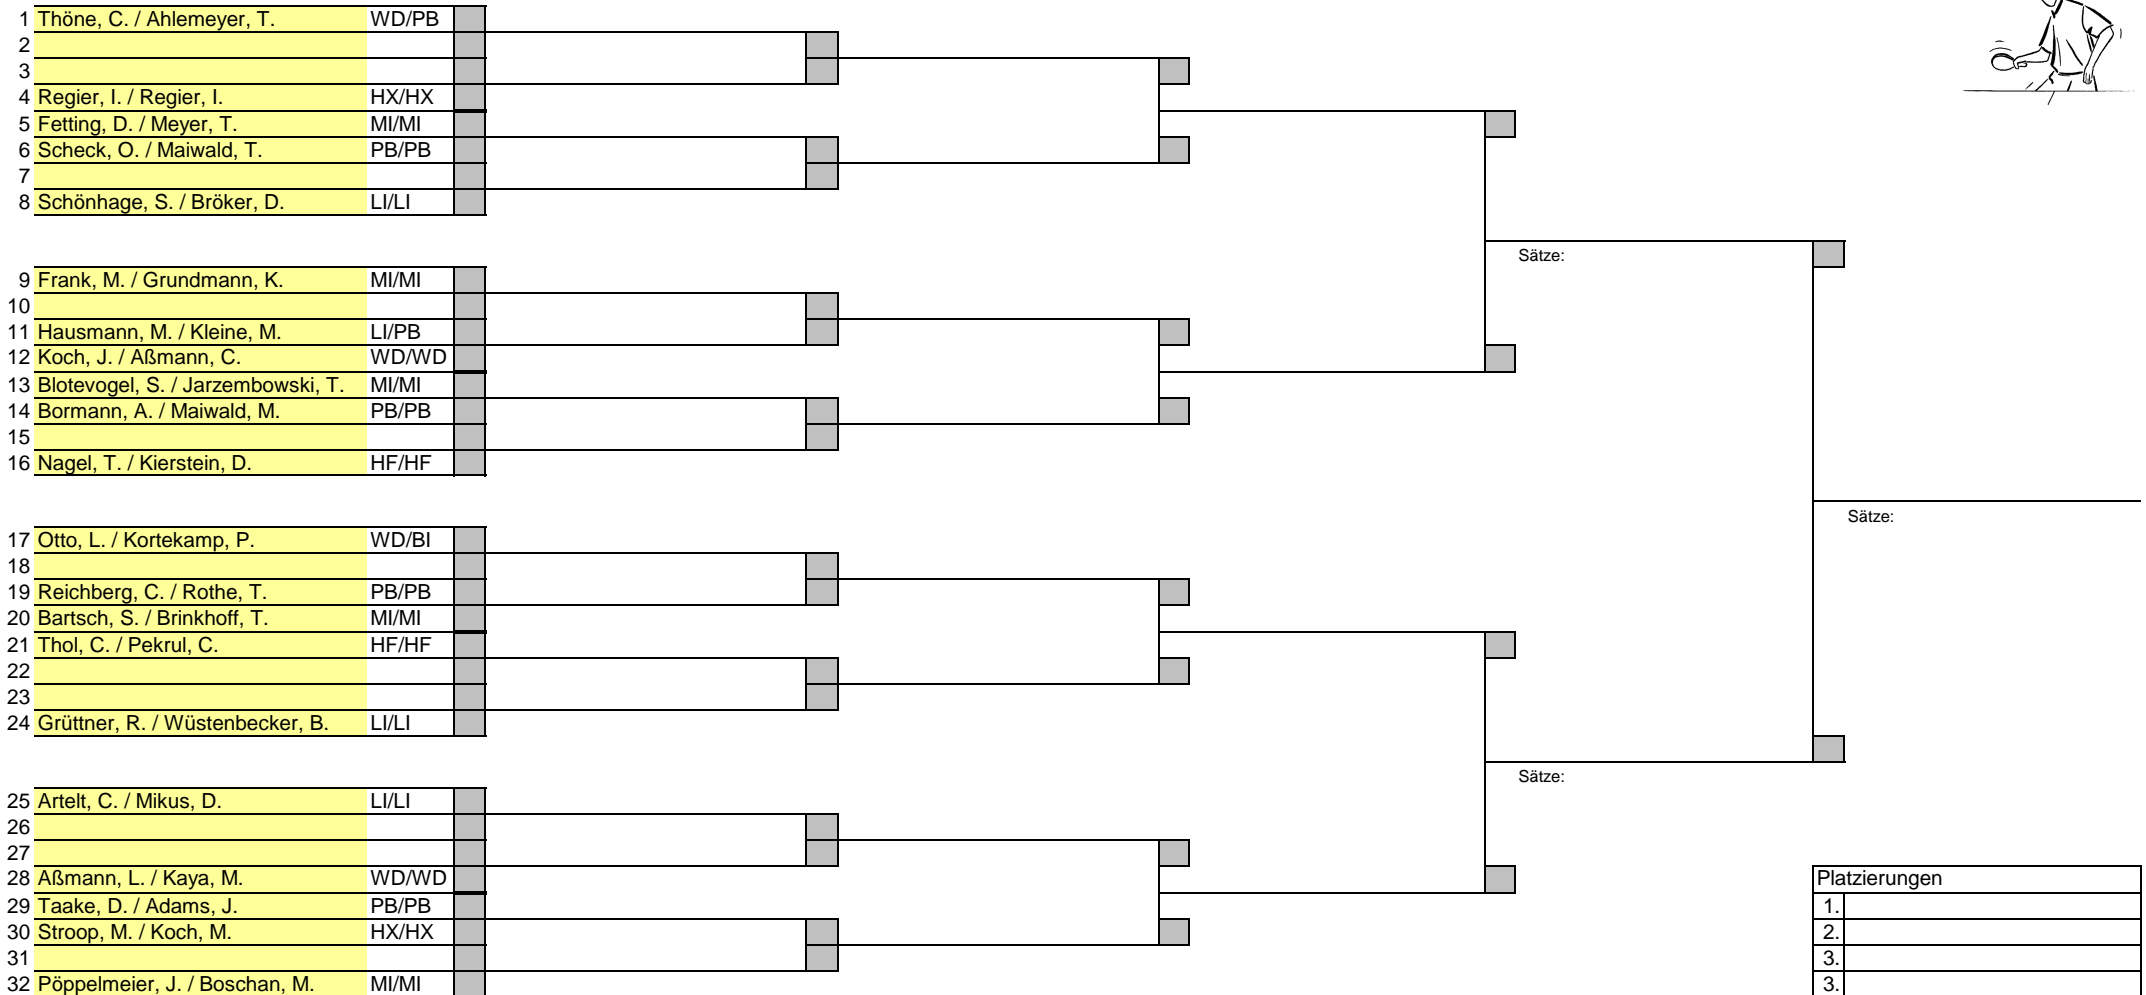 1 Thöne, C. / Ahlemeyer, T. WD/PB
2
3
4 Regier, I. / Regier, I. HX/HX
5 Fetting, D. / Meyer, T. MI/MI
6 Scheck, O. / Maiwald, T. PB/PB
7
8 Schönhage, S. / Bröker, D. LI/LI
Sätze:
9 Frank, M. / Grundmann, K. MI/MI
10
11 Hausmann, M. / Kleine, M. LI/PB
12 Koch, J. / Aßmann, C. WD/WD
13 Blotevogel, S. / Jarzembowski, T. MI/MI
14 Bormann, A. / Maiwald, M. PB/PB
15
16 Nagel, T. / Kierstein, D. HF/HF
Sätze:
17 Otto, L. / Kortekamp, P. WD/BI
18
19 Reichberg, C. / Rothe, T. PB/PB
20 Bartsch, S. / Brinkhoff, T. MI/MI
21 Thol, C. / Pekrul, C. HF/HF
22
23
24 Grüttner, R. / Wüstenbecker, B. LI/LI
Sätze:
25 Artelt, C. / Mikus, D. LI/LI
26
27
28 Aßmann, L. / Kaya, M. WD/WD
29 Taake, D. / Adams, J. PB/PB
30 Stroop, M. / Koch, M. HX/HX
31
32 Pöppelmeier, J. / Boschan, M. MI/MI
Platzierungen
1.
2.
3.
3.